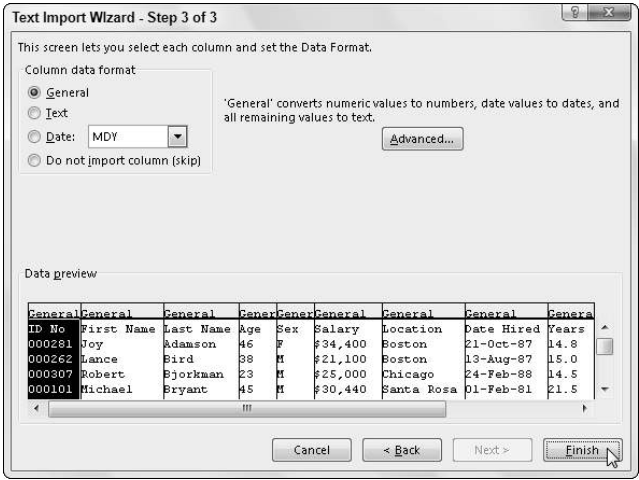 Text Import Wizard - Step 3 of 3
This screen lets you select each column and set the Data Format.
Column data format
General
Text
Date: MDY
Do not import column (skip)
'General' converts numeric values to numbers, date values to dates, and
all remaining values to text.
Advanced...
Data preview
General General General Gener Gener General General General Genera
ID No First Name Last Name Age Sex Salary Location Date Hired Years
000281 Joy Adamson 46 F $34,400 Boston 21-Oct-87 14.8
000262 Lance Bird 38 M $21,100 Boston 13-Aug-87 15.0
000307 Robert Bjorkman 23 M $25,000 Chicago 24-Feb-88 14.5
000101 Michael Bryant 45 M $30,440 Santa Rosa 01-Feb-81 21.5
Cancel < Back Next > Finish